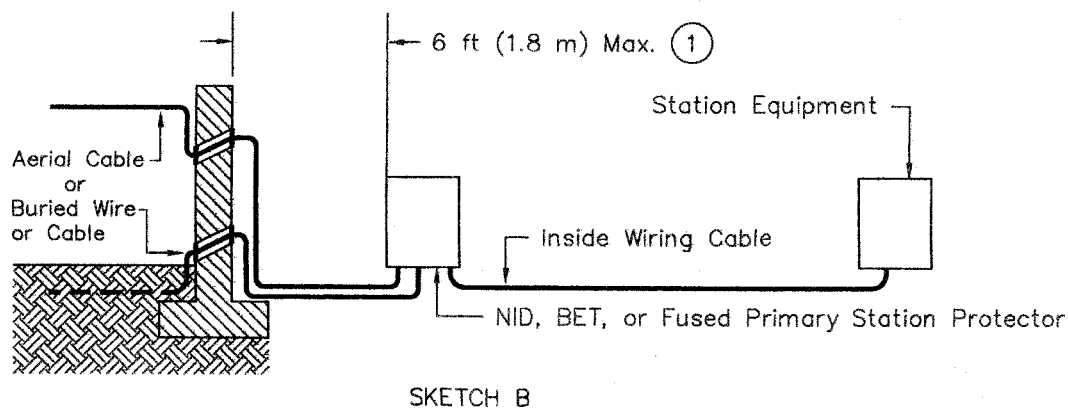 6 ft (1.8 m) Max. 1
Station Equipment
Aerial Cable
or
Buried Wire
or Cable
Inside Wiring Cable
NID, BET, or Fused Primary Station Protector
SKETCH B